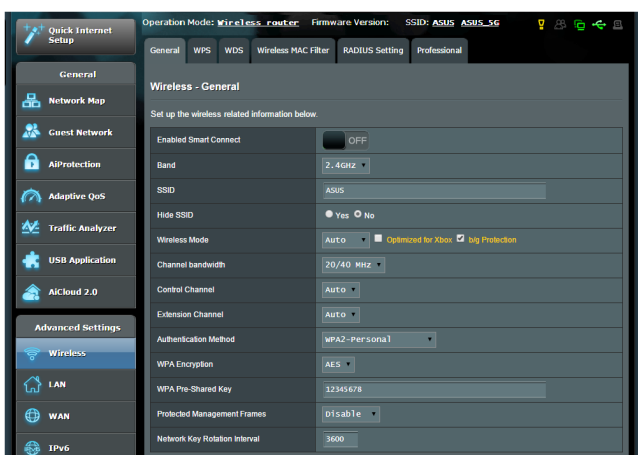 Quick Internet
Setup
Operation Mode: Wireless router Firmware Version: SSID: ASUS ASUS_5G
General WPS WDS Wireless MAC Filter RADIUS Setting Professional
General
Network Map
Guest Network
AiProtection
Adaptive QoS
Traffic Analyzer
USB Application
AiCloud 2.0
Advanced Settings
Wireless
LAN
WAN
IPv6
Wireless - General
Set up the wireless related information below.
Enabled Smart Connect OFF
Band 2.4GHz
SSID ASUS
Hide SSID Yes No
Wireless Mode Auto Optimized for Xbox b/g Protection
Channel bandwidth 20/40 MHz
Control Channel Auto
Extension Channel Auto
Authentication Method WPA2-Personal
WPA Encryption AES
WPA Pre-Shared Key 12345678
Protected Management Frames Disable
Network Key Rotation Interval 3600